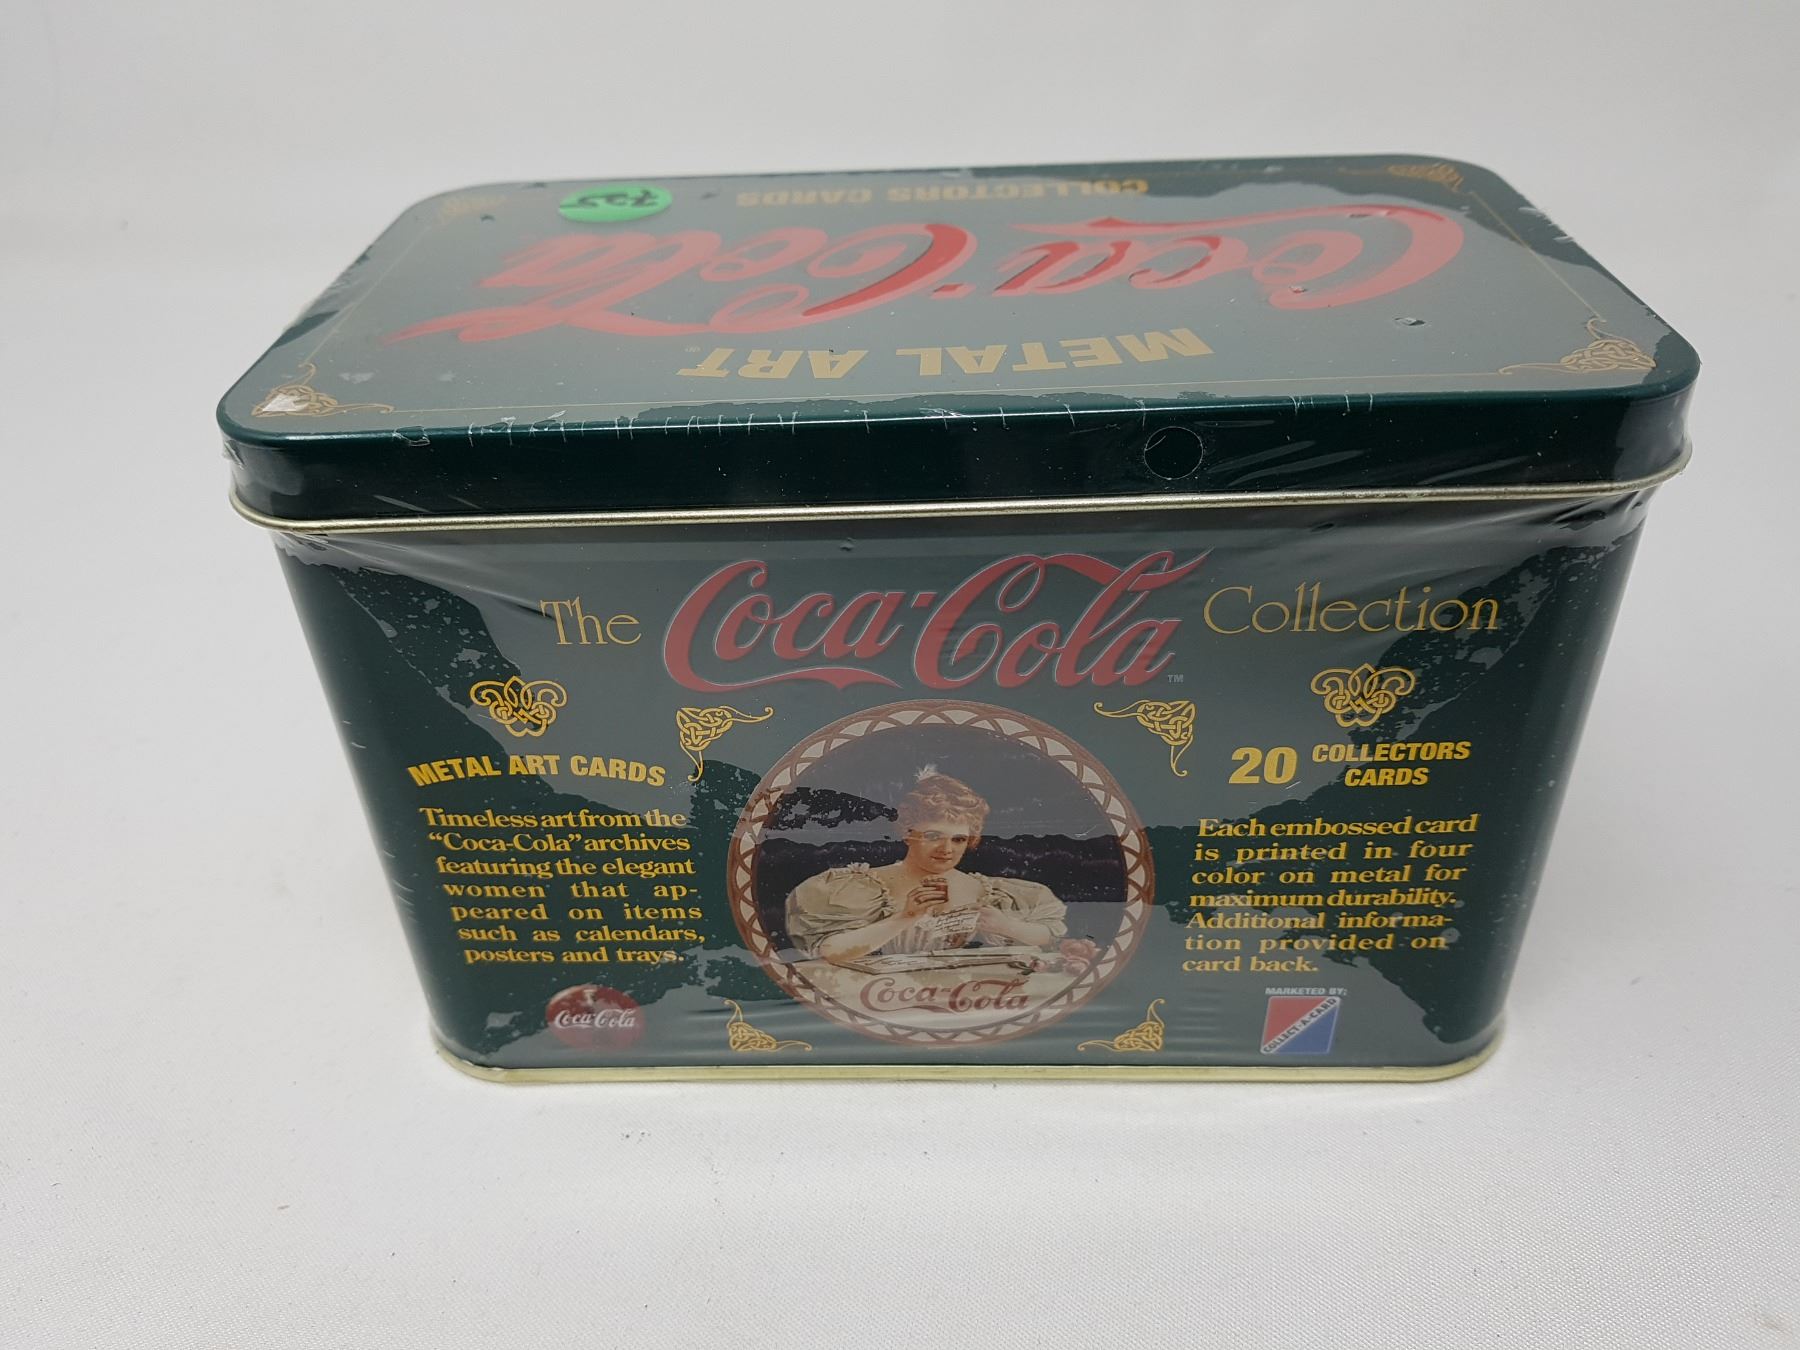 COLLECTORS CARDS
Coca-Cola
METAL ART®
The Coca-Cola™ Collection
METAL ART CARDS
Timeless art from the
“Coca-Cola” archives
featuring the elegant
women that ap-
peared on items
such as calendars,
posters and trays.
Coca-Cola
Coca-Cola
20 COLLECTORS
CARDS
Each embossed card
is printed in four
color on metal for
maximum durability.
Additional informa-
tion provided on
card back.
MARKETED BY:
COLLECT-A-CARD